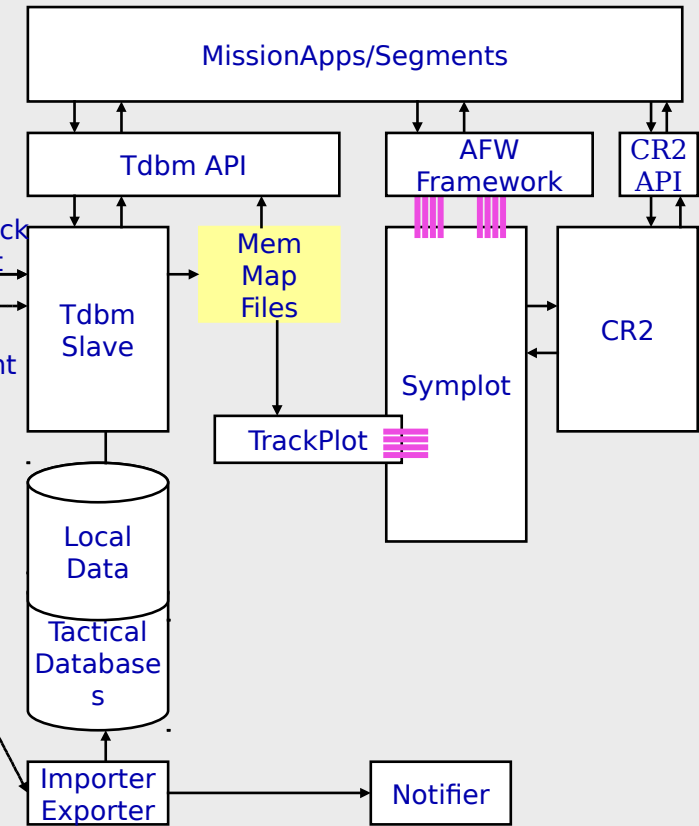 MissionApps/Segments
Tdbm API
AFW
Framework
CR2
API
Mem
Map
Files
Tdbm
Slave
Symplot
CR2
TrackPlot
Local
Data
Tactical
Database
s
Importer
Exporter
Notifier